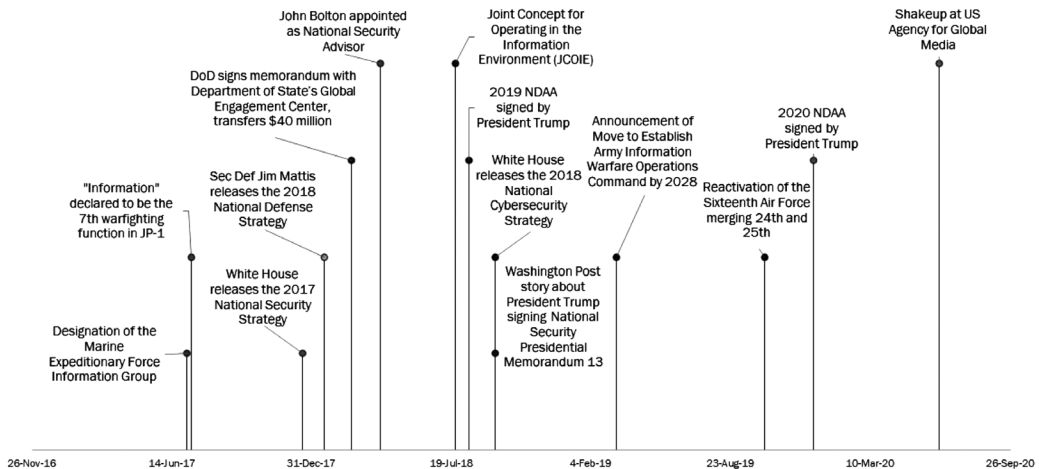 John Bolton appointed
as National Security
Advisor
Joint Concept for
Operating in the
Information
Environment (JCOIE)
Shakeup at US
Agency for Global
Media
DoD signs memorandum with
Department of State's Global
Engagement Center,
transfers $40 million
2019 NDAA
signed by
President Trump
Announcement of
Move to Establish
Army Information
Warfare Operations
Command by 2028
2020 NDAA
signed by
President Trump
"Information"
declared to be the
7th warfighting
function in JP-1
Sec Def Jim Mattis
releases the 2018
National Defense
Strategy
White House
releases the 2018
National
Cybersecurity
Strategy
Reactivation of the
Sixteenth Air Force
merging 24th and
25th
White House
releases the 2017
National Security
Strategy
Washington Post
story about
President Trump
signing National
Security
Presidential
Memorandum 13
Designation of the
Marine
Expeditionary Force
Information Group
26-Nov-16
14-Jun-17
31-Dec-17
19-Jul-18
4-Feb-19
23-Aug-19
10-Mar-20
26-Sep-20